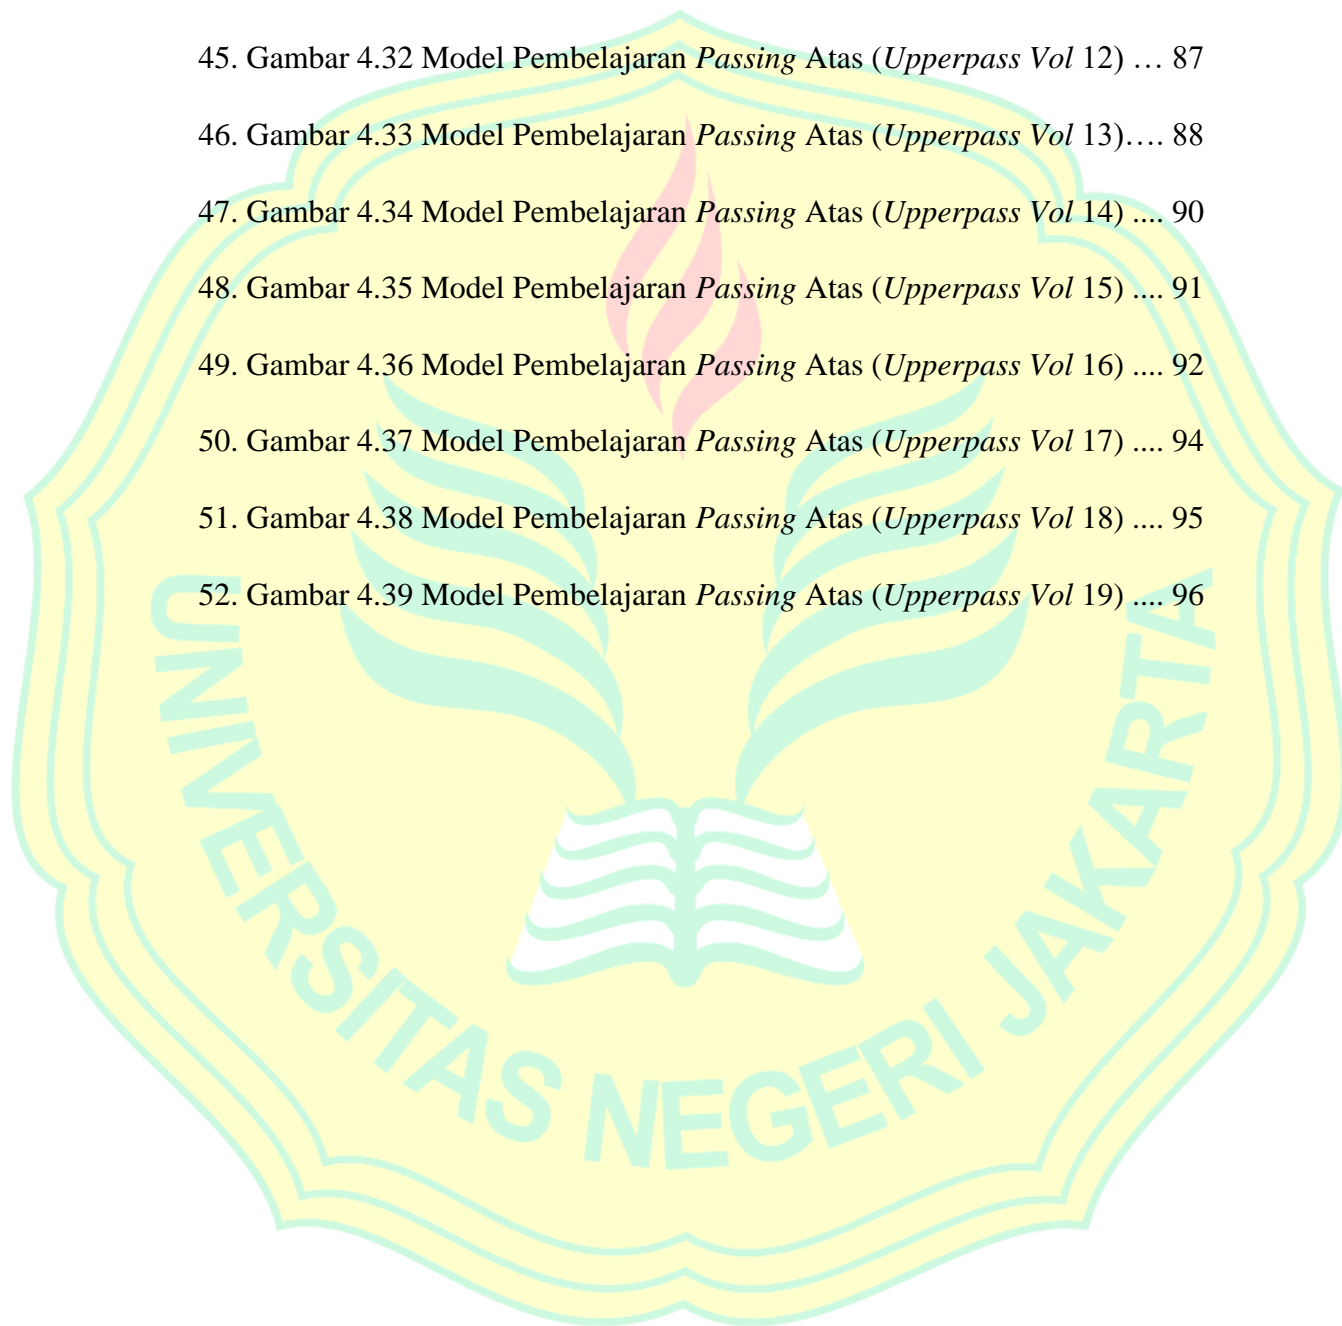 45. Gambar 4.32 Model Pembelajaran Passing Atas (Upperpass Vol 12) … 87
46. Gambar 4.33 Model Pembelajaran Passing Atas (Upperpass Vol 13)…. 88
47. Gambar 4.34 Model Pembelajaran Passing Atas (Upperpass Vol 14) .... 90
48. Gambar 4.35 Model Pembelajaran Passing Atas (Upperpass Vol 15) .... 91
49. Gambar 4.36 Model Pembelajaran Passing Atas (Upperpass Vol 16) .... 92
50. Gambar 4.37 Model Pembelajaran Passing Atas (Upperpass Vol 17) .... 94
51. Gambar 4.38 Model Pembelajaran Passing Atas (Upperpass Vol 18) .... 95
52. Gambar 4.39 Model Pembelajaran Passing Atas (Upperpass Vol 19) .... 96
UNIVERSITAS NEGERI JAKARTA